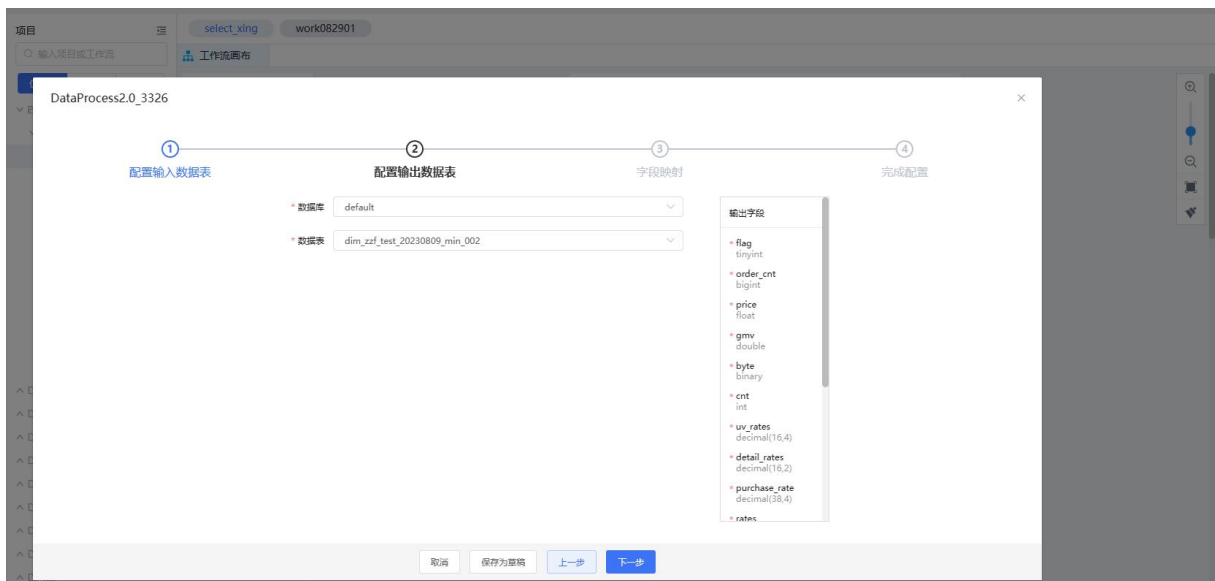 项目
select_xing
work082901
输入项目或工作流
工作流画布
DataProcess2.0_3326
1
2
3
4
配置输入数据表
配置输出数据表
字段映射
完成配置
* 数据库
default
* 数据表
dim_zzf_test_20230809_min_002
输出字段
* flag
tinyint
* order_cnt
bigint
* price
float
* gmv
double
* byte
binary
* cnt
int
* uv_rates
decimal(16,4)
* detail_rates
decimal(16,2)
* purchase_rate
decimal(38,4)
* rates
取消
保存为草稿
上一步
下一步